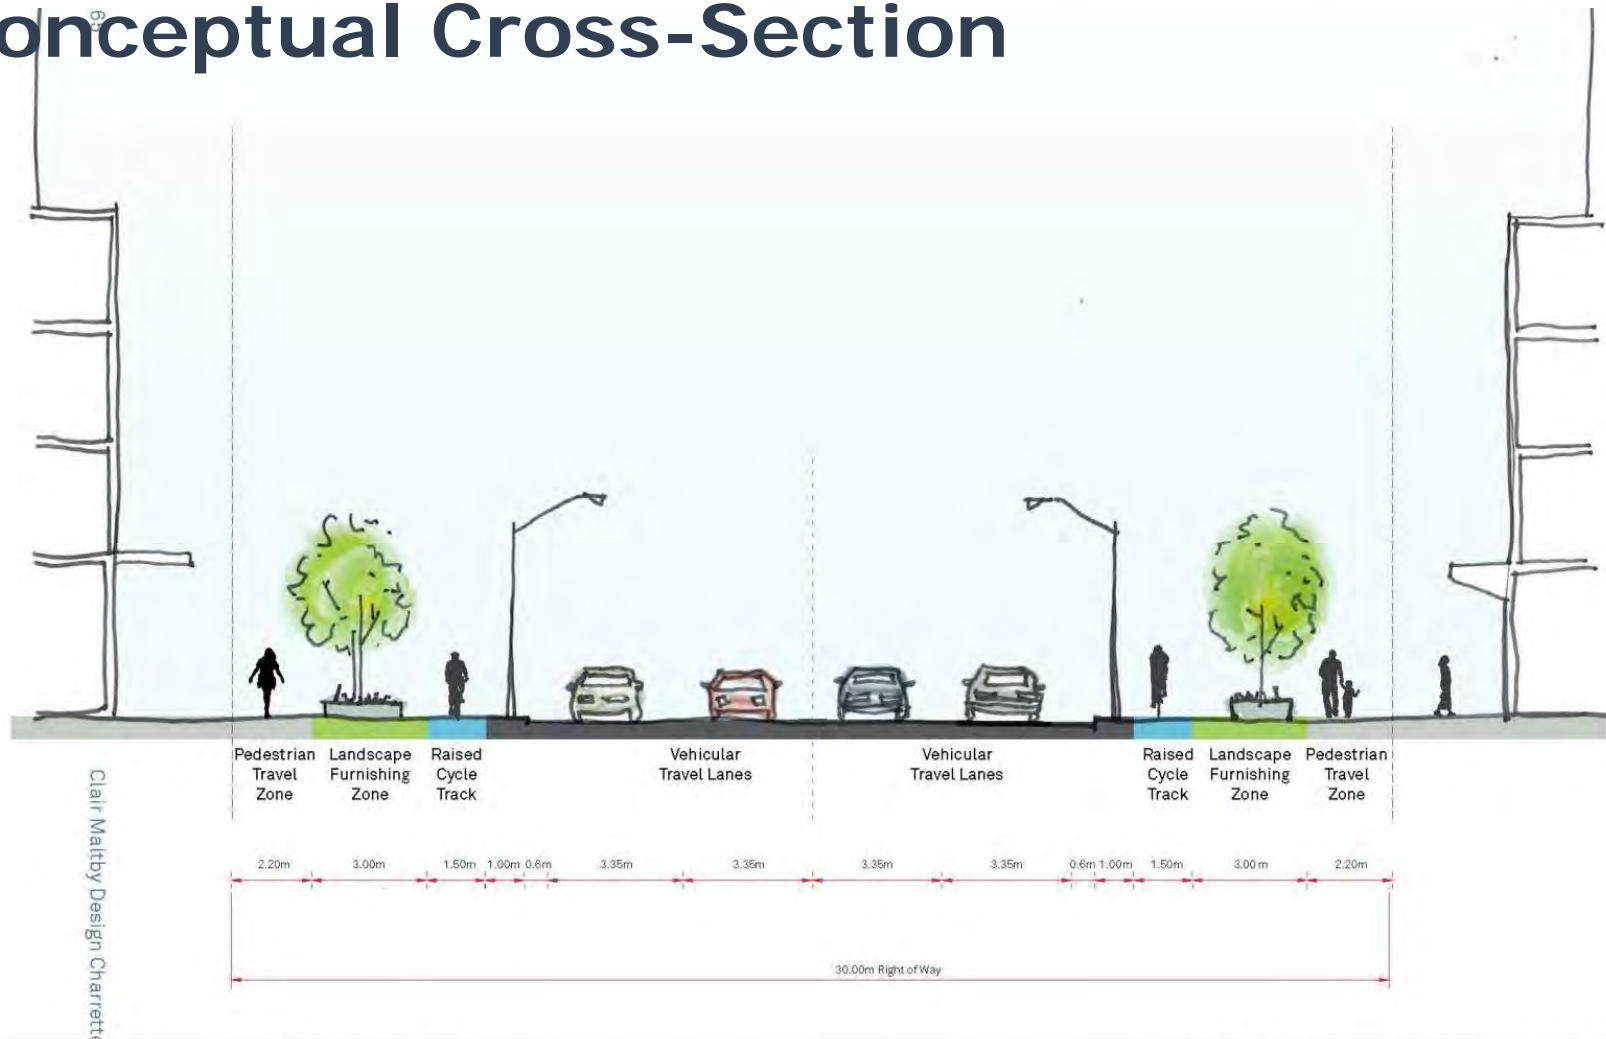 onceptual Cross-Section
Pedestrian
Travel
Zone
Landscape
Furnishing
Zone
Raised
Cycle
Track
Vehicular
Travel Lanes
Vehicular
Travel Lanes
Raised
Cycle
Track
Landscape
Furnishing
Zone
Pedestrian
Travel
Zone
2.20m 3.00m 1.50m 1.00m 0.6m 3.35m 3.35m 3.35m 3.35m 0.6m 1.00m 1.50m 3.00 m 2.20m
30.00m Right of Way
Clair Maltby Design Charrette